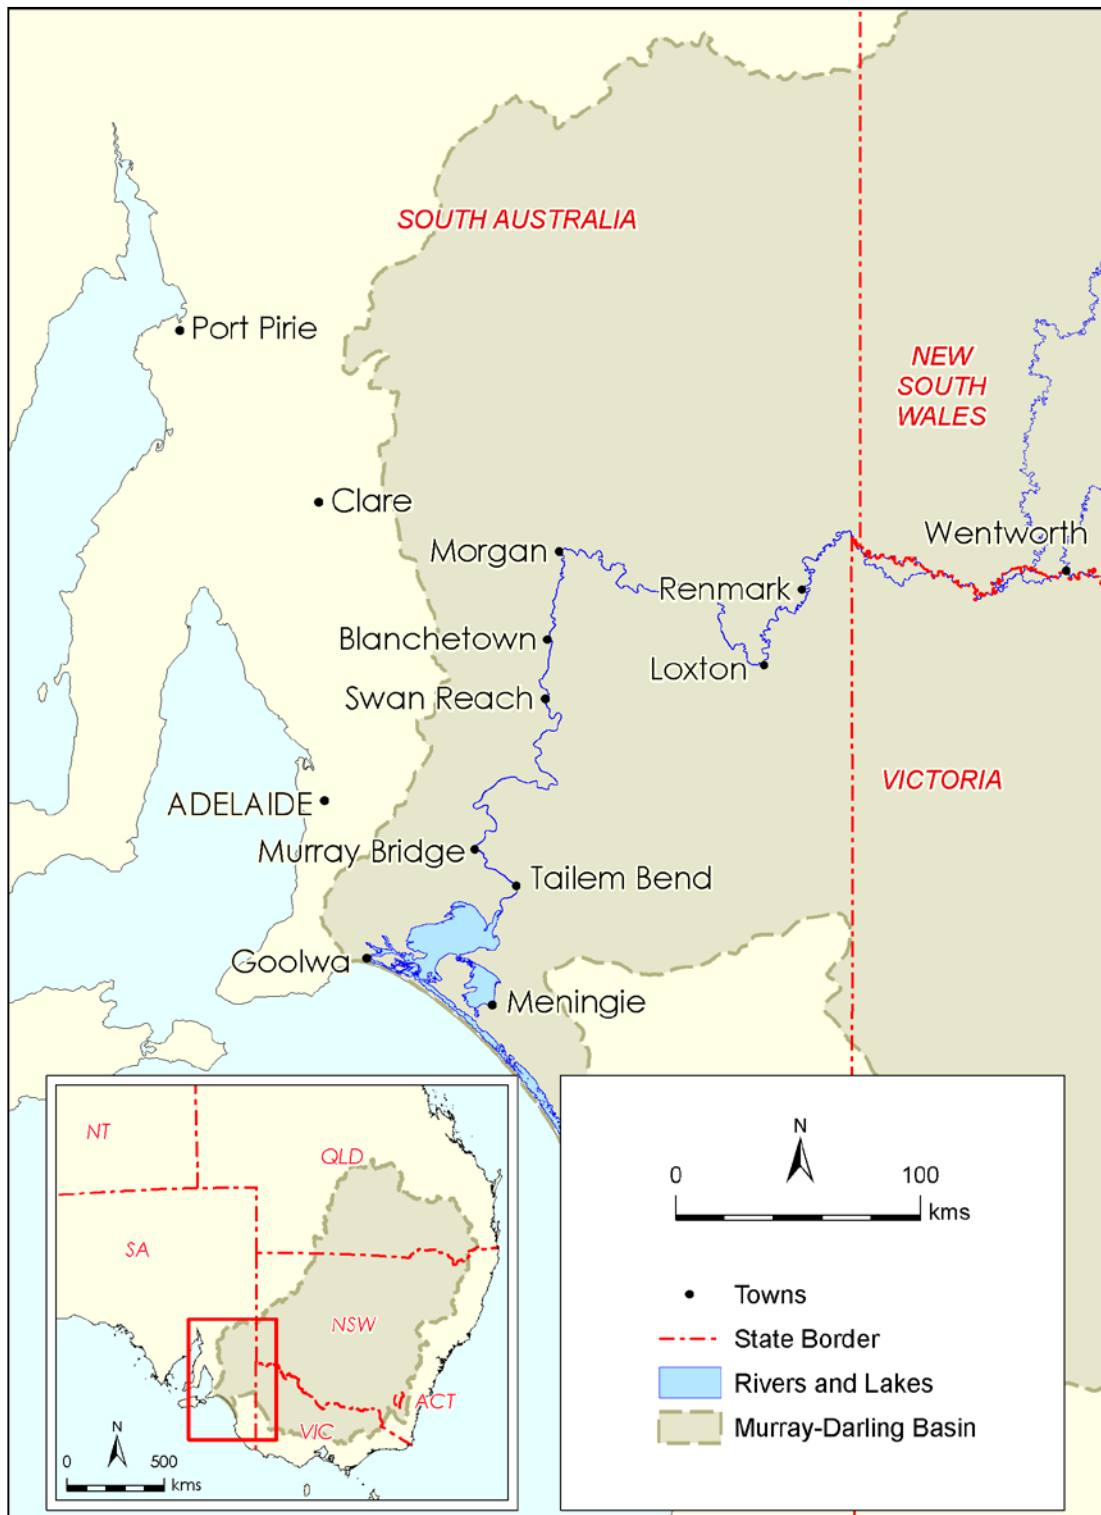 SOUTH AUSTRALIA
Port Pirie
NEW
SOUTH
WALES
Clare
Wentworth
Morgan
Renmark
Blanchetown
Loxton
Swan Reach
VICTORIA
ADELAIDE
Murray Bridge
Tailem Bend
Goolwa
Meningie
NT
QLD
SA
NSW
ACT
VIC
N
0 500
kms
0
N
0 100
kms
Towns
State Border
Rivers and Lakes
Murray-Darling Basin